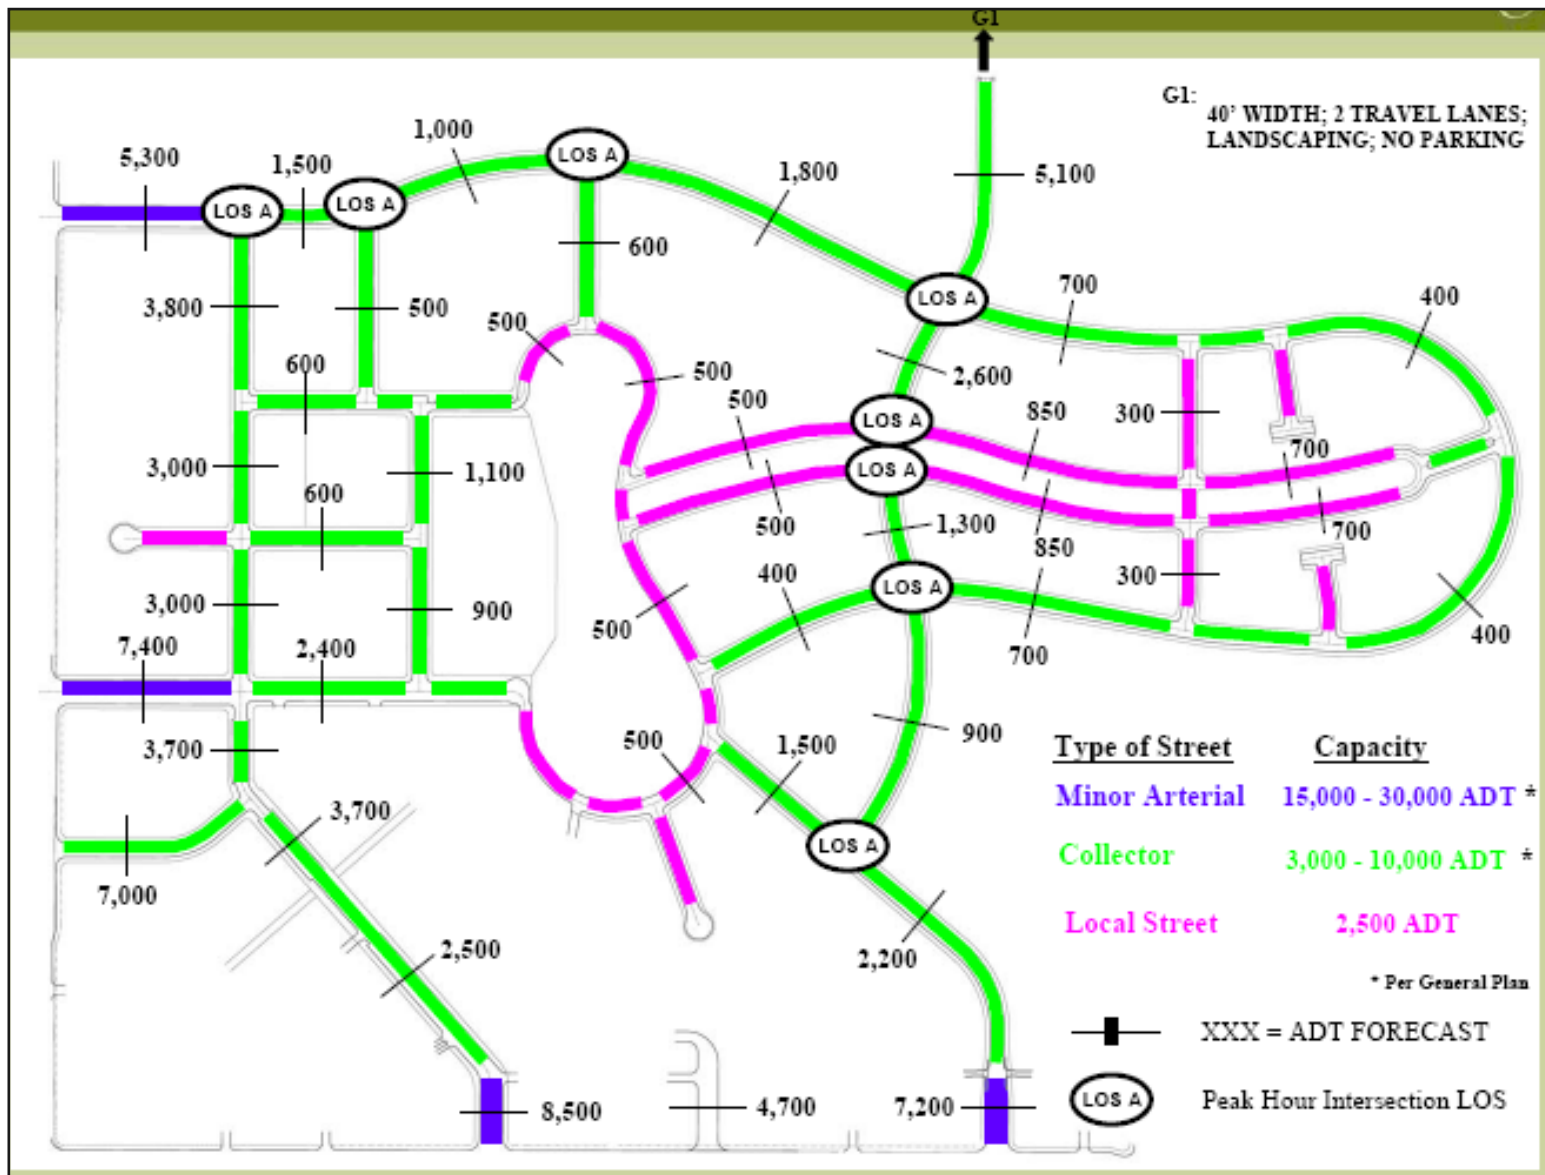 G1
G1:
40' WIDTH; 2 TRAVEL LANES;
LANDSCAPING; NO PARKING
5,300
1,500
1,000
LOS A
1,800
5,100
LOS A
LOS A
600
3,800
500
500
LOS A
700
400
600
500
2,600
500
LOS A
850
300
700
3,000
1,100
600
LOS A
500
1,300
850
700
400
LOS A
300
3,000
900
500
700
400
7,400
2,400
3,700
500
1,500
900
Type of Street
Capacity
Minor Arterial
15,000 - 30,000 ADT *
3,700
LOS A
Collector
3,000 - 10,000 ADT *
7,000
Local Street
2,500 ADT
2,500
2,200
* Per General Plan
XXX = ADT FORECAST
LOS A
Peak Hour Intersection LOS
8,500
4,700
7,200